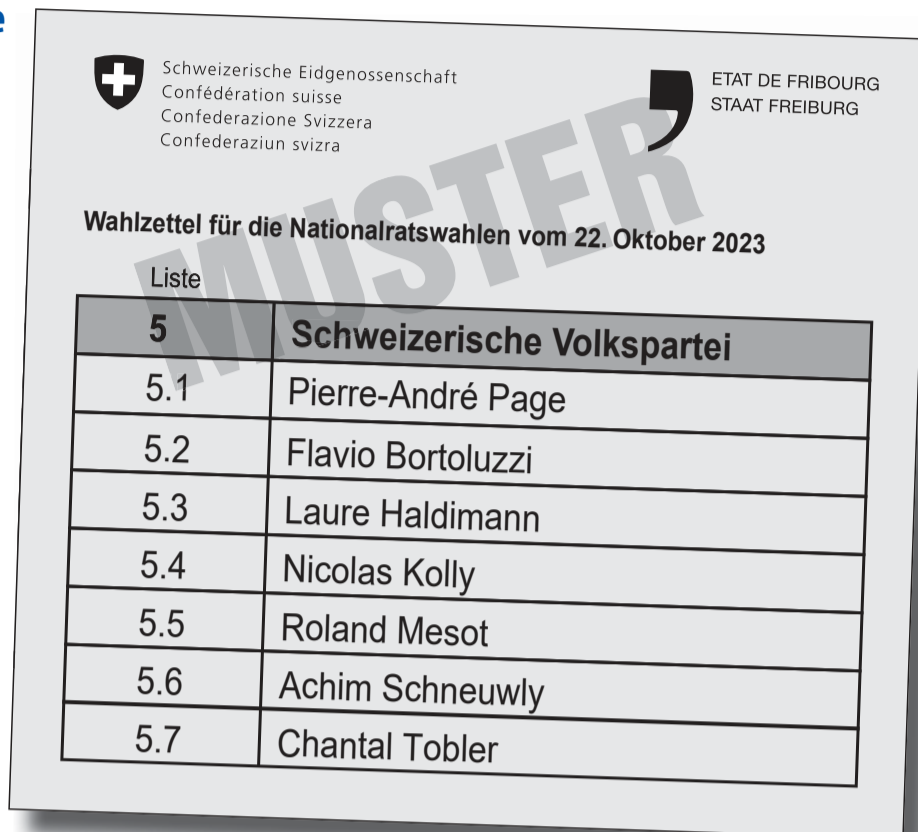 e
Schweizerische Eidgenossenschaft
Confédération suisse
Confederazione Svizzera
Confederaziun svizra
ETAT DE FRIBOURG
STAAT FREIBURG
MUSTER
Wahlzettel für die Nationalratswahlen vom 22. Oktober 2023
Liste
5 Schweizerische Volkspartei
5.1 Pierre-André Page
5.2 Flavio Bortoluzzi
5.3 Laure Haldimann
5.4 Nicolas Kolly
5.5 Roland Mesot
5.6 Achim Schneuwly
5.7 Chantal Tobler